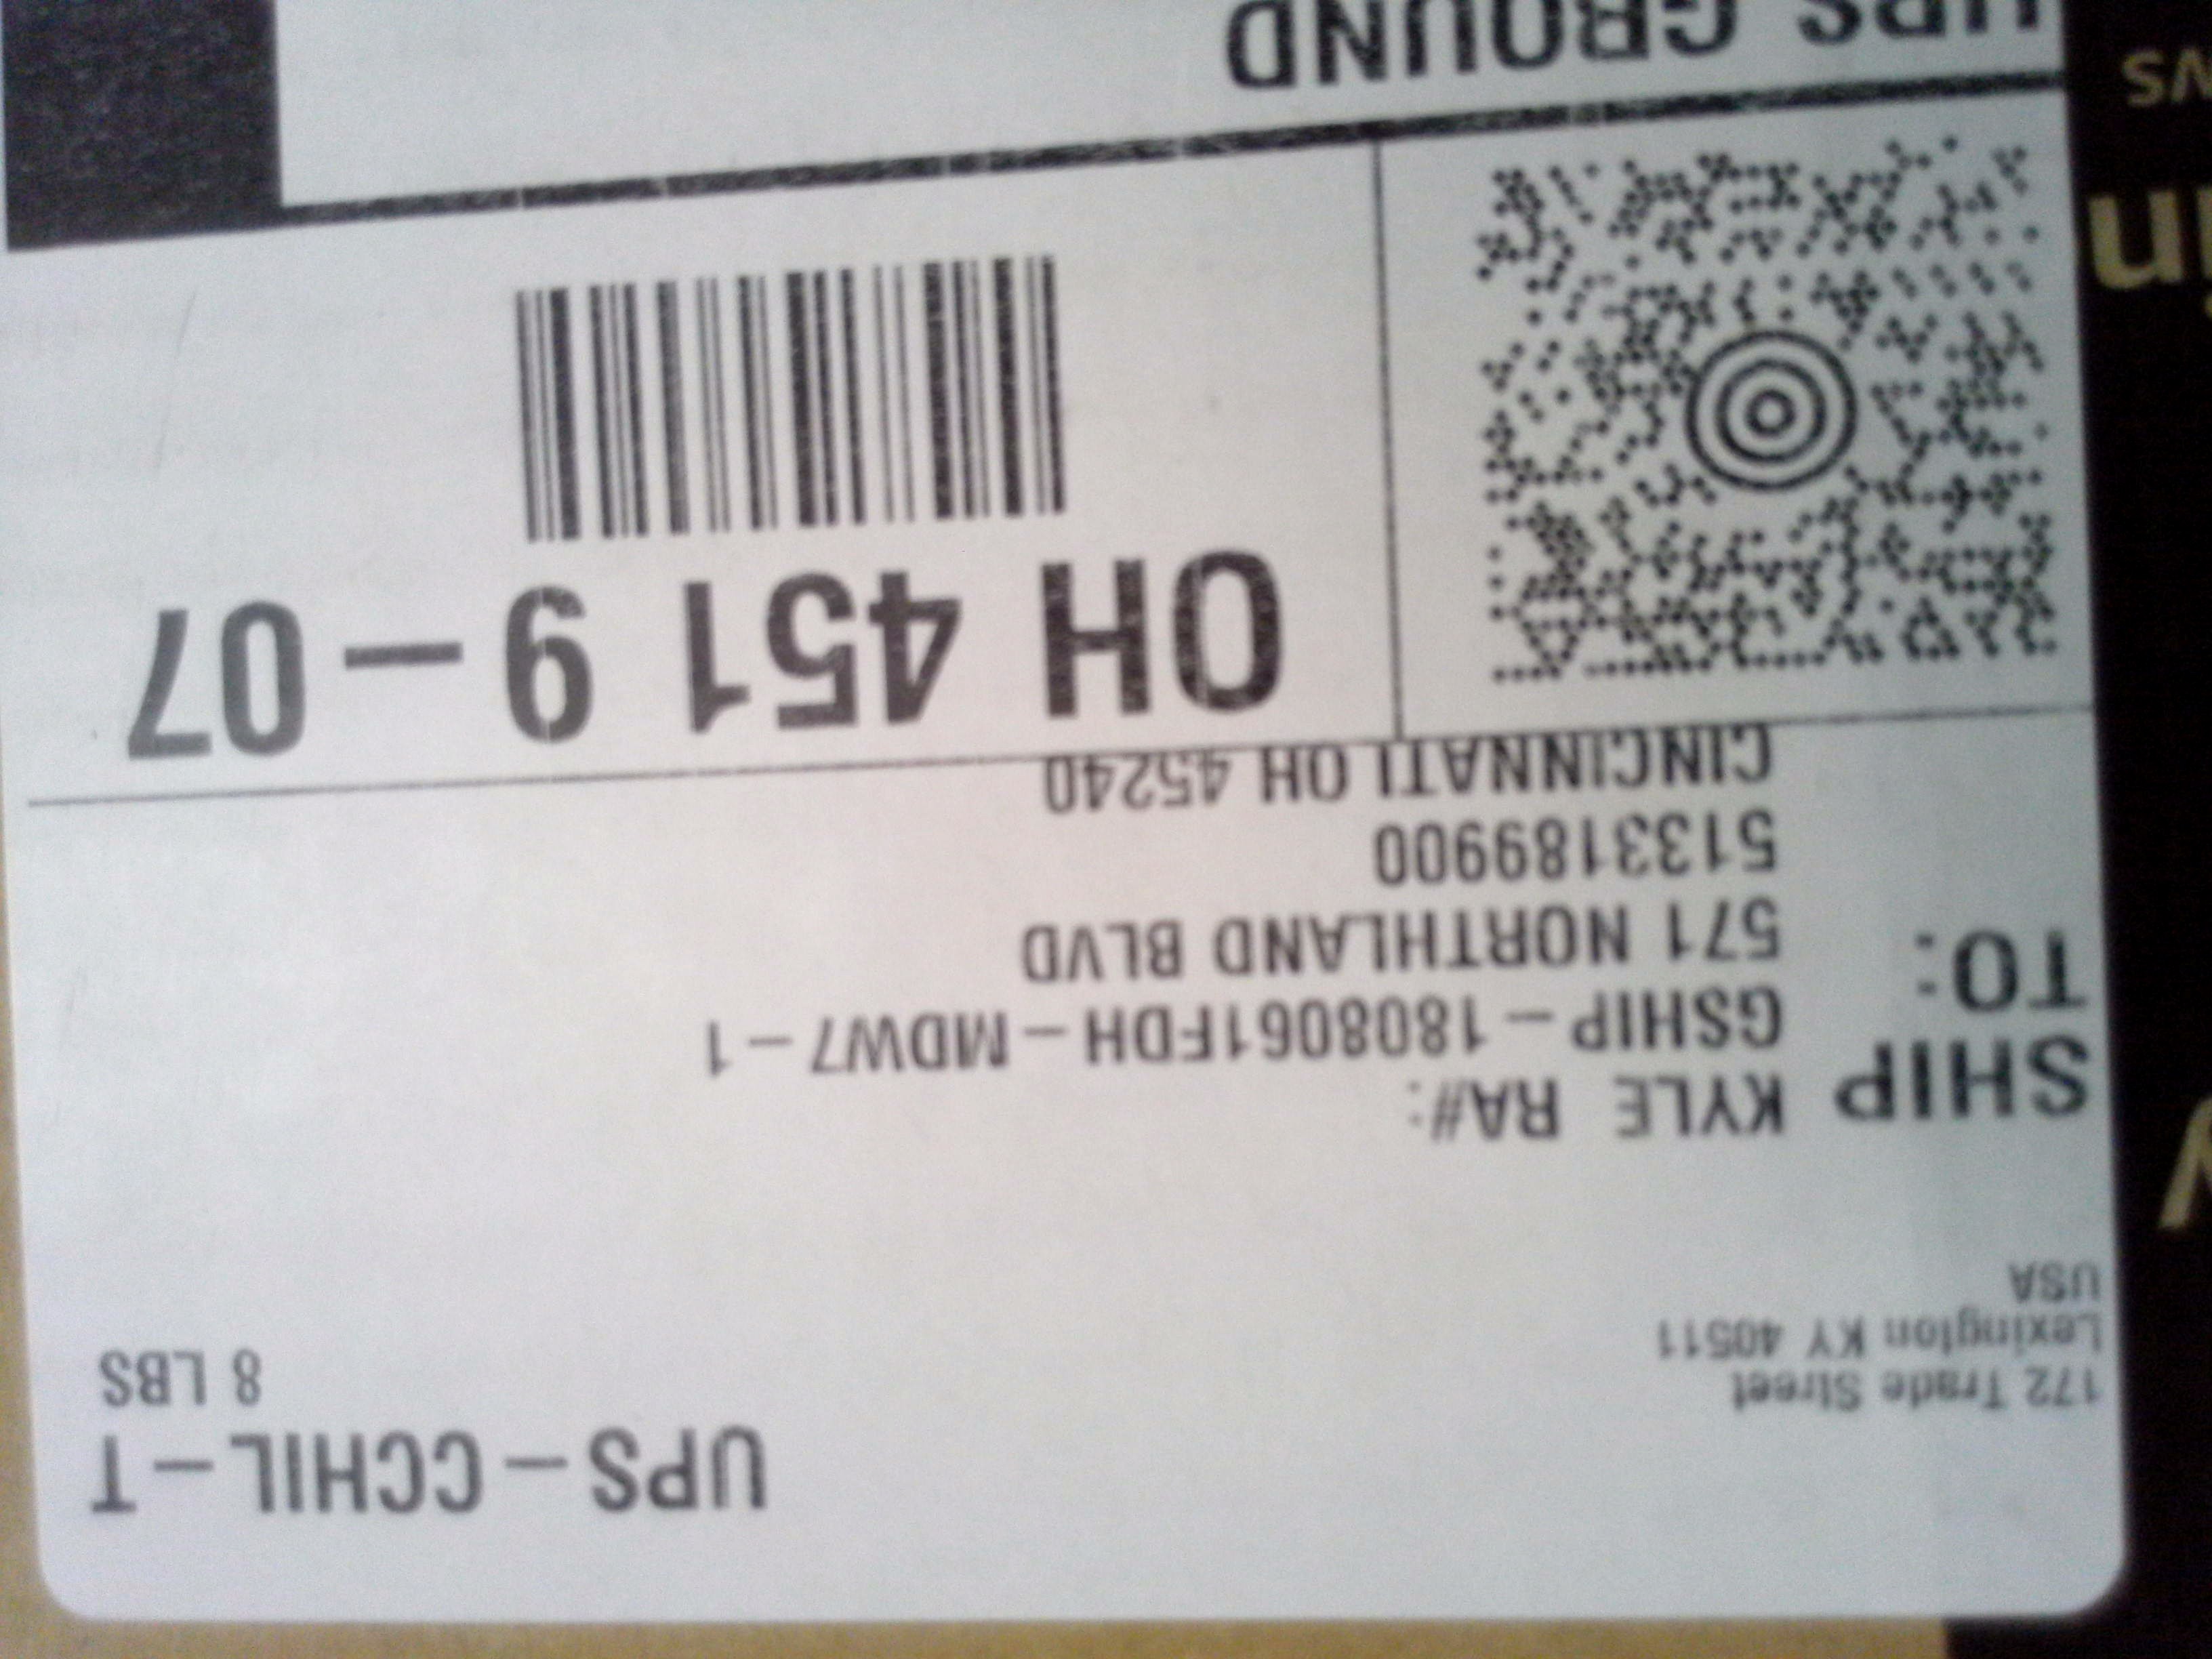 UPS - CCHIL - T
8 LBS
172 Trade Street
Lexington KY 40511
USA
SHIP
TO:
KYLE RA#:
GSHIP - 1808061FDH - MDW7 - 1
571 NORTHLAND BLVD
5133189900
CINCINNATI OH 45240
OH 451 9 - 07
UPS GROUND